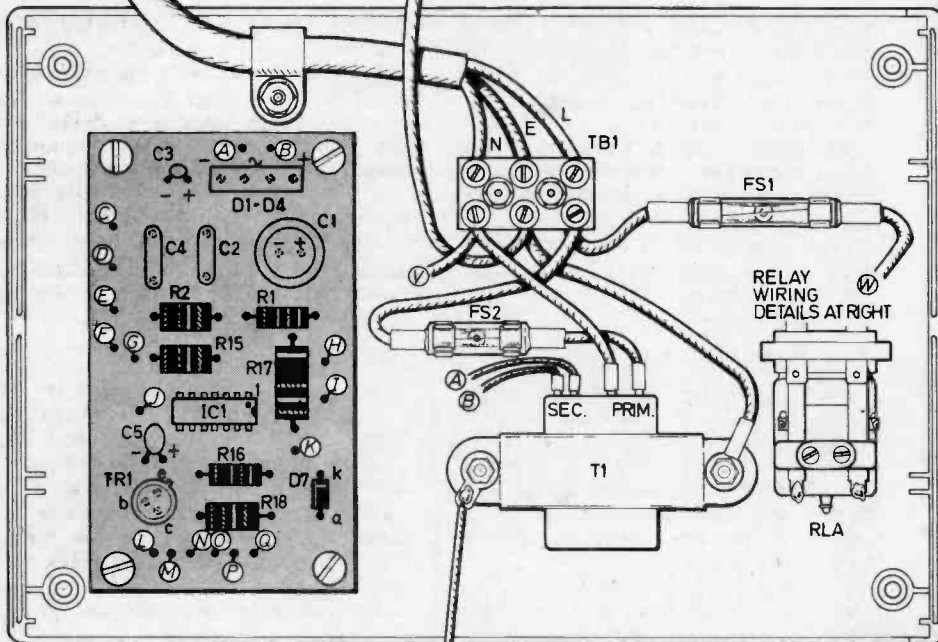 N
E
L
TB1
FS1
V
W
RELAY
WIRING
DETAILS AT RIGHT
FS2
A
B
SEC.
PRIM.
T1
RLA
C3
- +
A
B
- ~ +
D1-D4
C
D
E
F
G
C4
C2
C1
- +
R2
R1
R15
R17
H
I
J
IC1
1
C5
- +
K
R16
D7
k
a
TR1
e
b
c
R18
L
M
N
O
P
Q